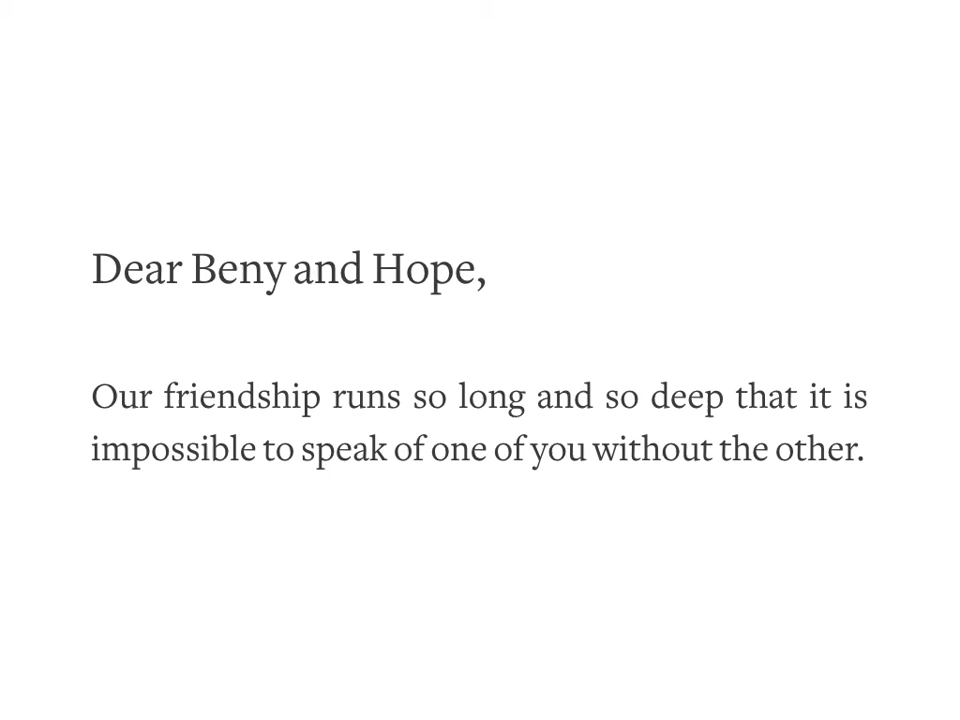 Dear Beny and Hope,
Our friendship runs so long and so deep that it is
impossible to speak of one of you without the other.